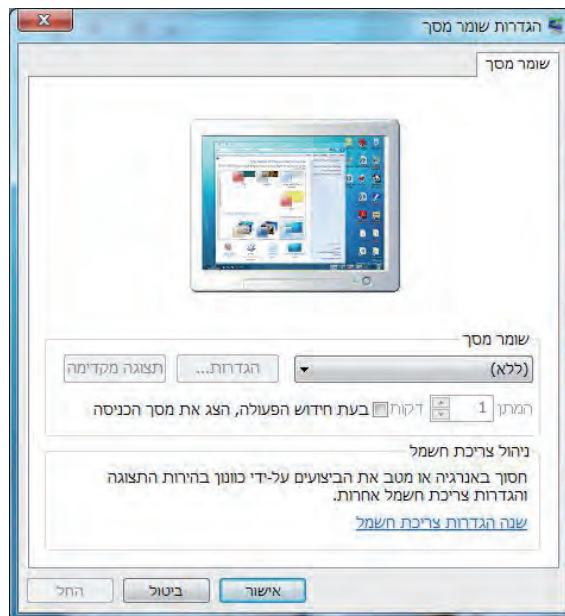 הגדרות שומר מסך
שומר מסך
שומר מסך
(ללא) הגדרות... תצוגה מקדימה
המתן 1 דקות בעת חידוש הפעולה, הצג את מסך הכניסה
ניהול צריכת חשמל
חסוך באנרגיה או מטב את הביצועים על-ידי כוונון בהירות התצוגה
והגדרות צריכת חשמל אחרות.
שנה הגדרות צריכת חשמל
אישור ביטול החל